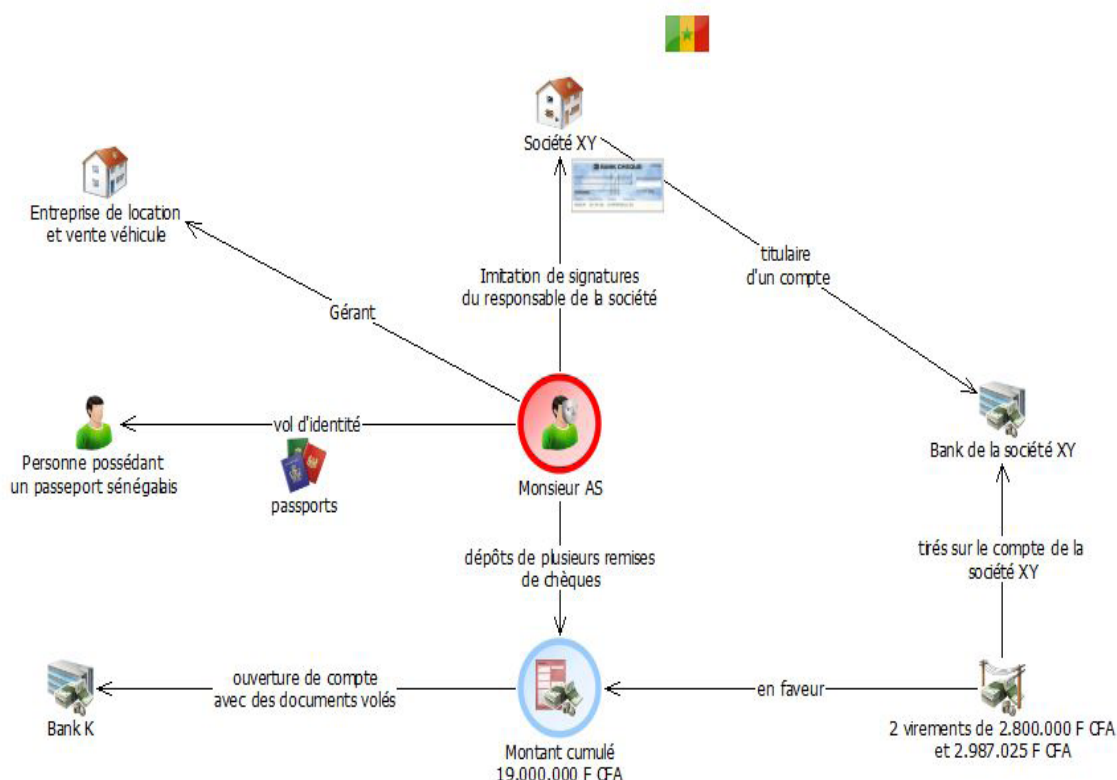 Société XY
BANK CHEQUE
Entreprise de location
et vente véhicule
titulaire
d'un compte
Imitation de signatures
du responsable de la société
Gérant
vol d'identité
Personne possédant
un passeport sénégalais
passports
Monsieur AS
Bank de la société XY
dépôts de plusieurs remises
de chèques
tirés sur le compte de la
société XY
ouverture de compte
avec des documents volés
en faveur
Bank K
Montant cumulé
19.000.000 F CFA
2 virements de 2.800.000 F CFA
et 2.987.025 F CFA